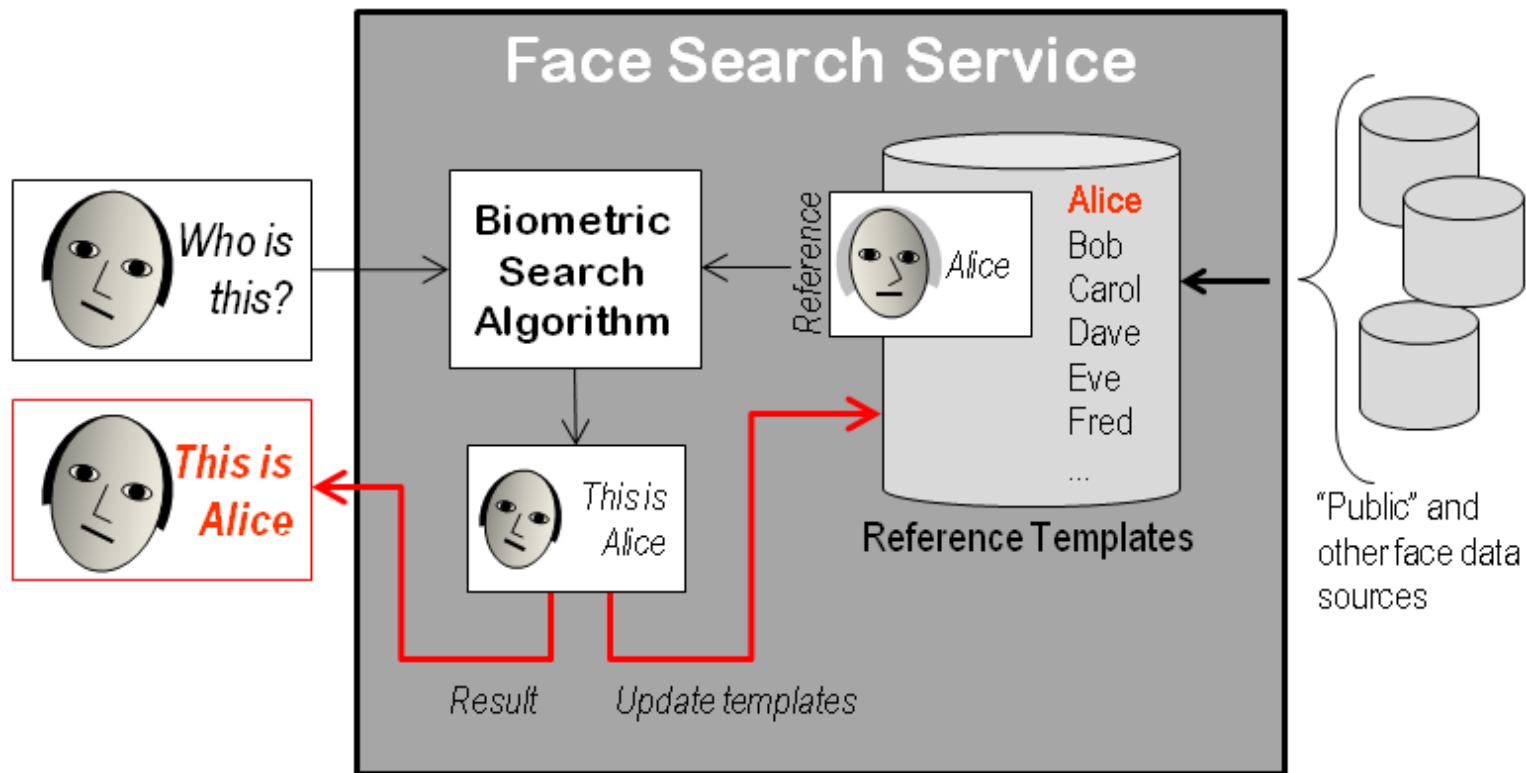 Face Search Service
Who is
this?
Biometric
Search
Algorithm
Reference
Alice
Alice
Bob
Carol
Dave
Eve
Fred
...
This is
Alice
This is
Alice
Reference Templates
“Public” and
other face data
sources
Result
Update templates